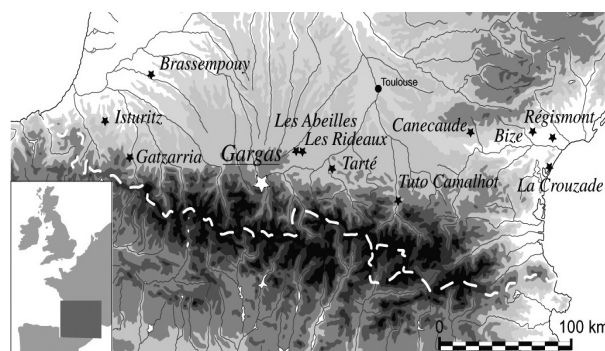 Brassempouy
Toulouse
Isturitz
Les Abeilles
Canecaude
Régismont
Les Rideaux
Bize
Gatzarria
Gargas
Tarté
Tuto Camalhot
La Crouzade
0 100 km